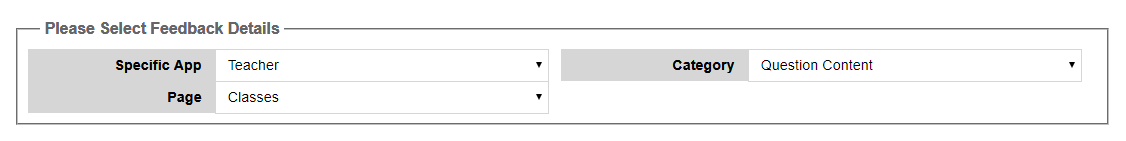 Please Select Feedback Details
Specific App Teacher Category Question Content
Page Classes